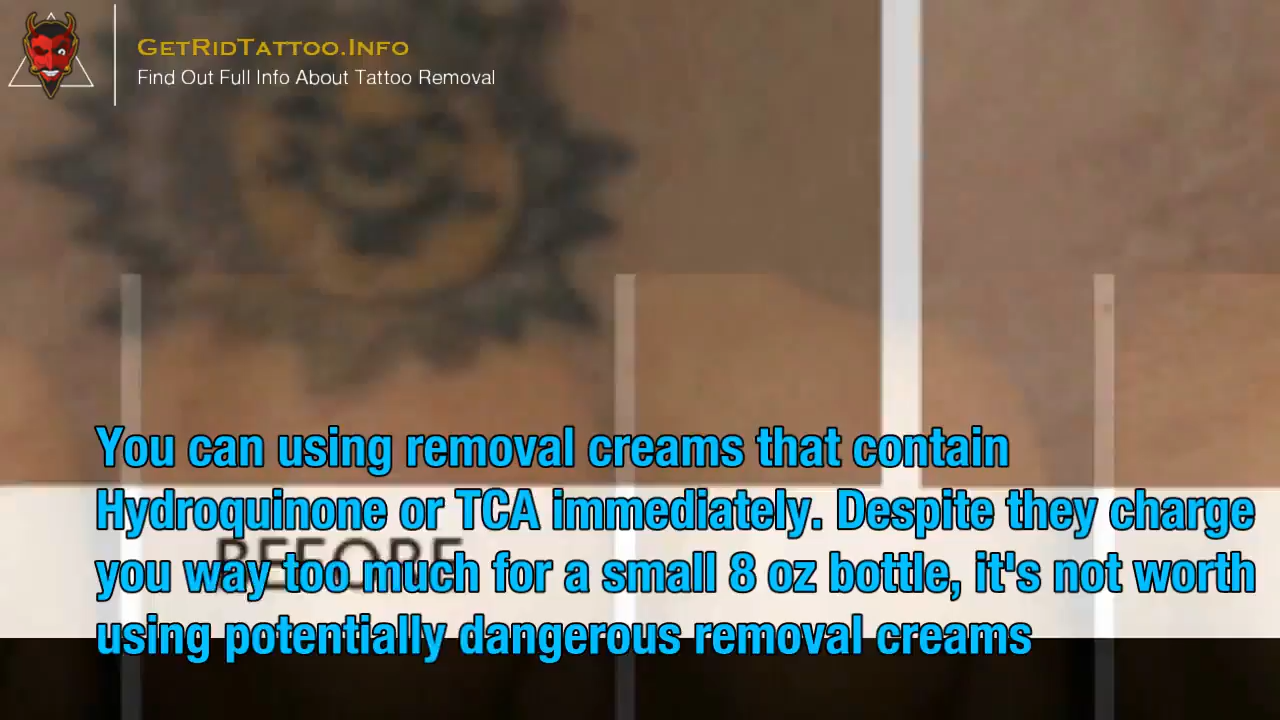 GetRidTattoo.Info
Find Out Full Info About Tattoo Removal
You can using removal creams that contain
Hydroquinone or TCA immediately. Despite they charge
you way too much for a small 8 oz bottle, it's not worth
using potentially dangerous removal creams
BEFORE